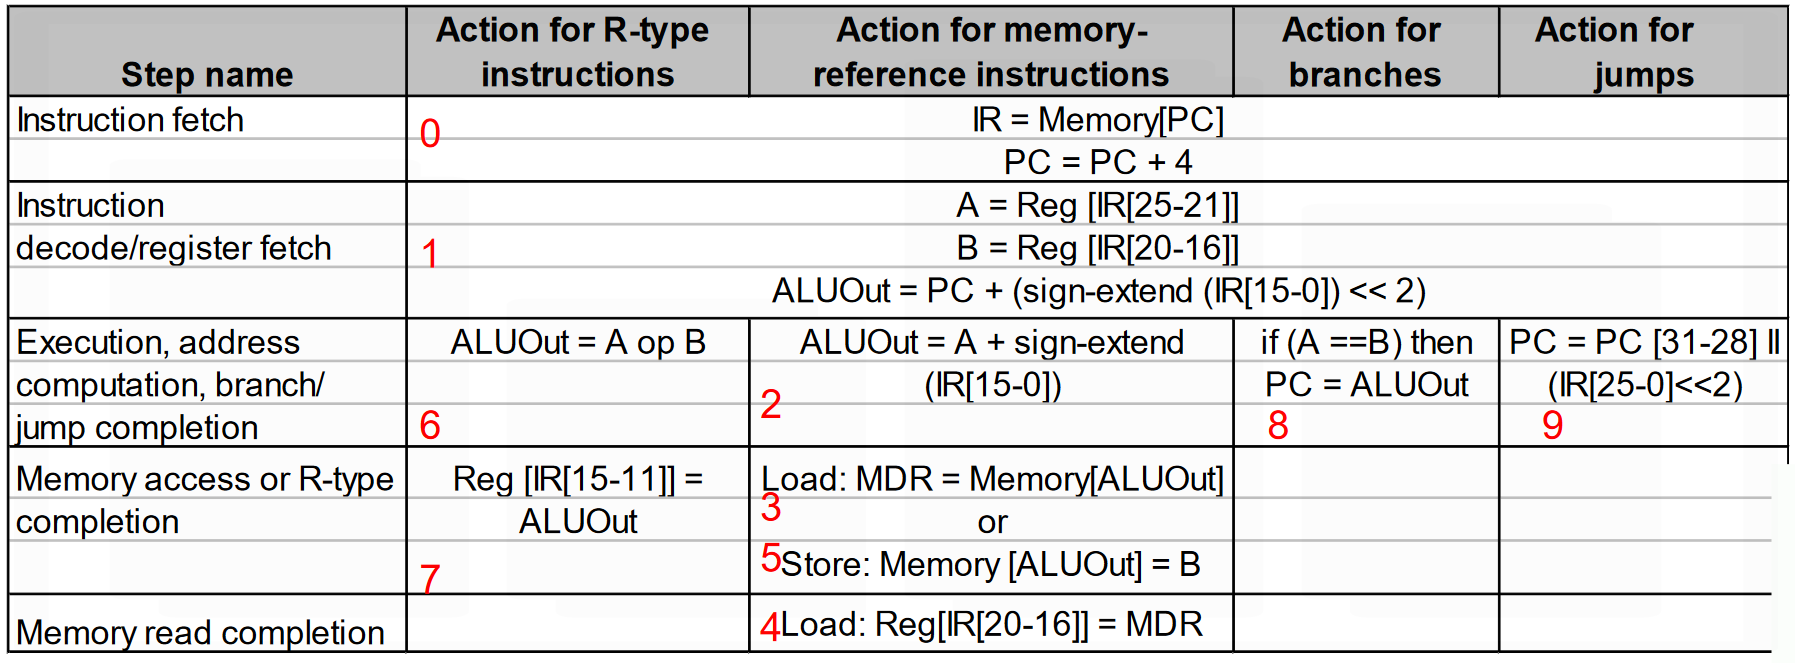 Step name
Action for R-type
instructions
Action for memory-
reference instructions
Action for
branches
Action for
jumps
Instruction fetch
0
IR = Memory[PC]
PC = PC + 4
Instruction
decode/register fetch
1
A = Reg [IR[25-21]]
B = Reg [IR[20-16]]
ALUOut = PC + (sign-extend (IR[15-0]) << 2)
Execution, address
computation, branch/
jump completion
ALUOut = A op B
6
ALUOut = A + sign-extend
(IR[15-0])
2
if (A ==B) then
PC = ALUOut
8
PC = PC [31-28] II
(IR[25-0]<<2)
9
Memory access or R-type
completion
Reg [IR[15-11]] =
ALUOut
7
Load: MDR = Memory[ALUOut]
3
or
5 Store: Memory [ALUOut] = B
Memory read completion
4 Load: Reg[IR[20-16]] = MDR